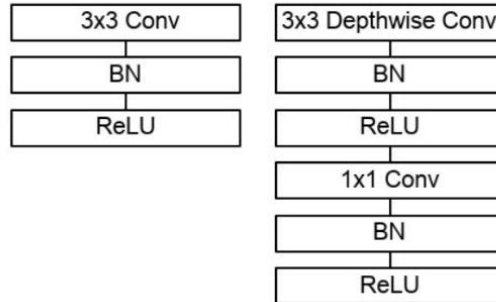 3x3 Conv
BN
ReLU
3x3 Depthwise Conv
BN
ReLU
1x1 Conv
BN
ReLU